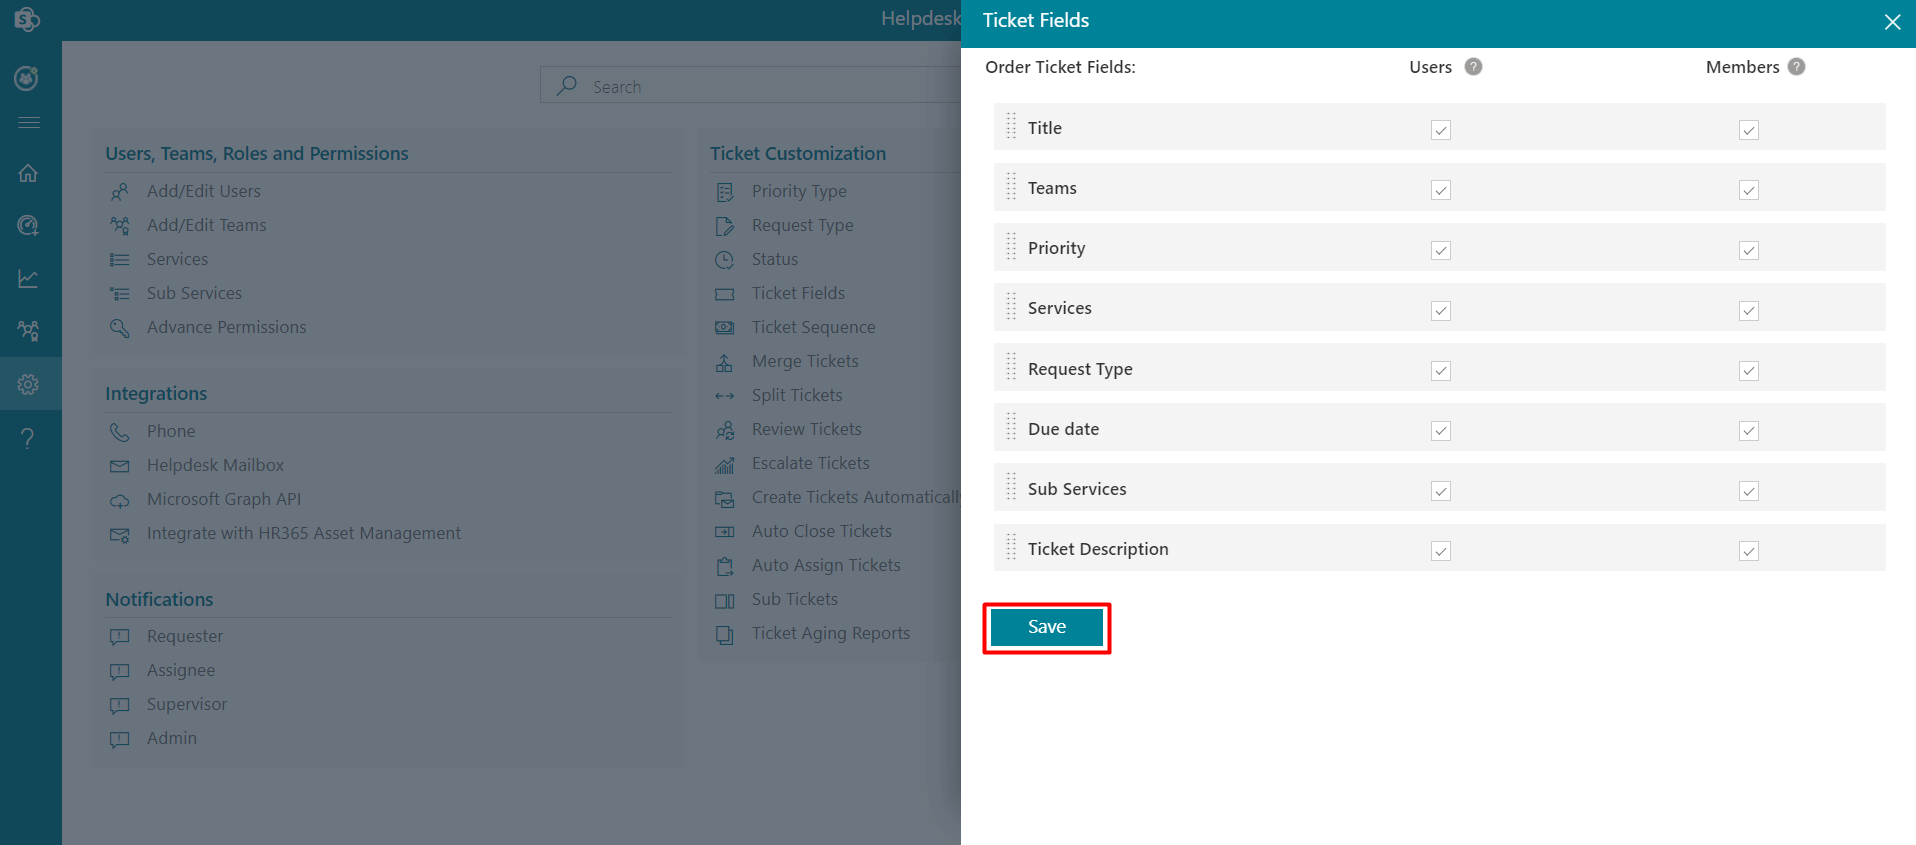 Helpdesk
Search
Users, Teams, Roles and Permissions
Add/Edit Users
Add/Edit Teams
Services
Sub Services
Advance Permissions
Integrations
Phone
Helpdesk Mailbox
Microsoft Graph API
Integrate with HR365 Asset Management
Notifications
Requester
Assignee
Supervisor
Admin
Ticket Customization
Priority Type
Request Type
Status
Ticket Fields
Ticket Sequence
Merge Tickets
Split Tickets
Review Tickets
Escalate Tickets
Create Tickets Automatically
Auto Close Tickets
Auto Assign Tickets
Sub Tickets
Ticket Aging Reports
Ticket Fields
Order Ticket Fields: Users ? Members ?
Title
Teams
Priority
Services
Request Type
Due date
Sub Services
Ticket Description
Save